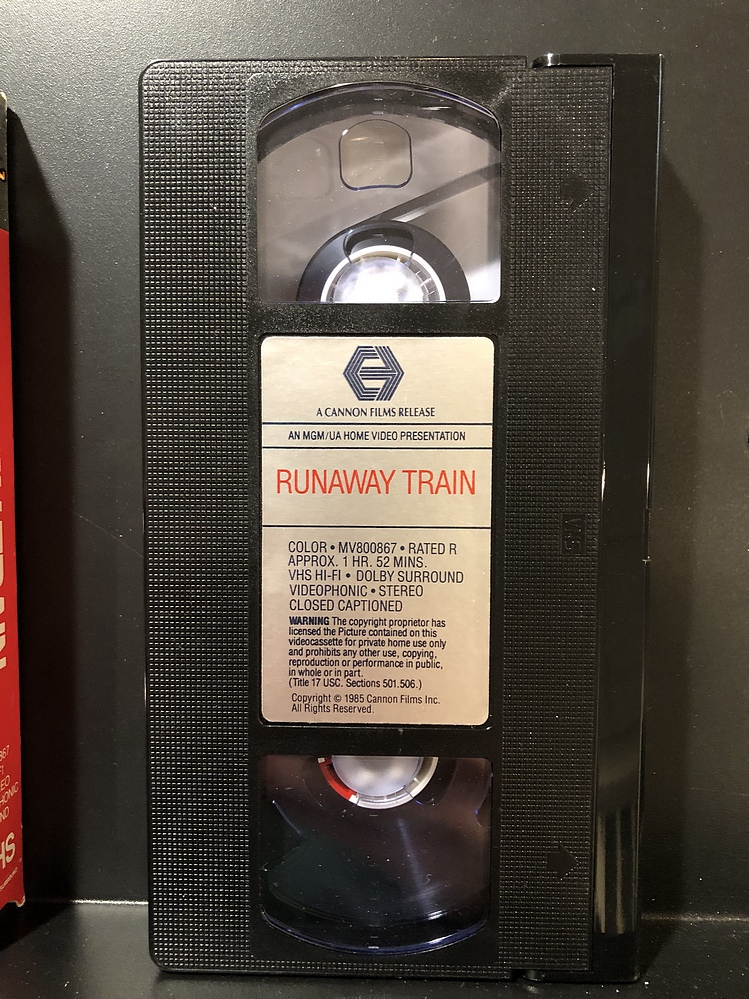 A CANNON FILMS RELEASE
AN MGM/UA HOME VIDEO PRESENTATION
RUNAWAY TRAIN
COLOR • MV800867 • RATED R
APPROX. 1 HR. 52 MINS.
VHS HI-FI • DOLBY SURROUND
VIDEOPHONIC • STEREO
CLOSED CAPTIONED
WARNING The copyright proprietor has
licensed the Picture contained on this
videocassette for private home use only
and prohibits any other use, copying,
reproduction or performance in public,
in whole or in part.
(Title 17 USC. Sections 501.506.)
Copyright © 1985 Cannon Films Inc.
All Rights Reserved.
VHS